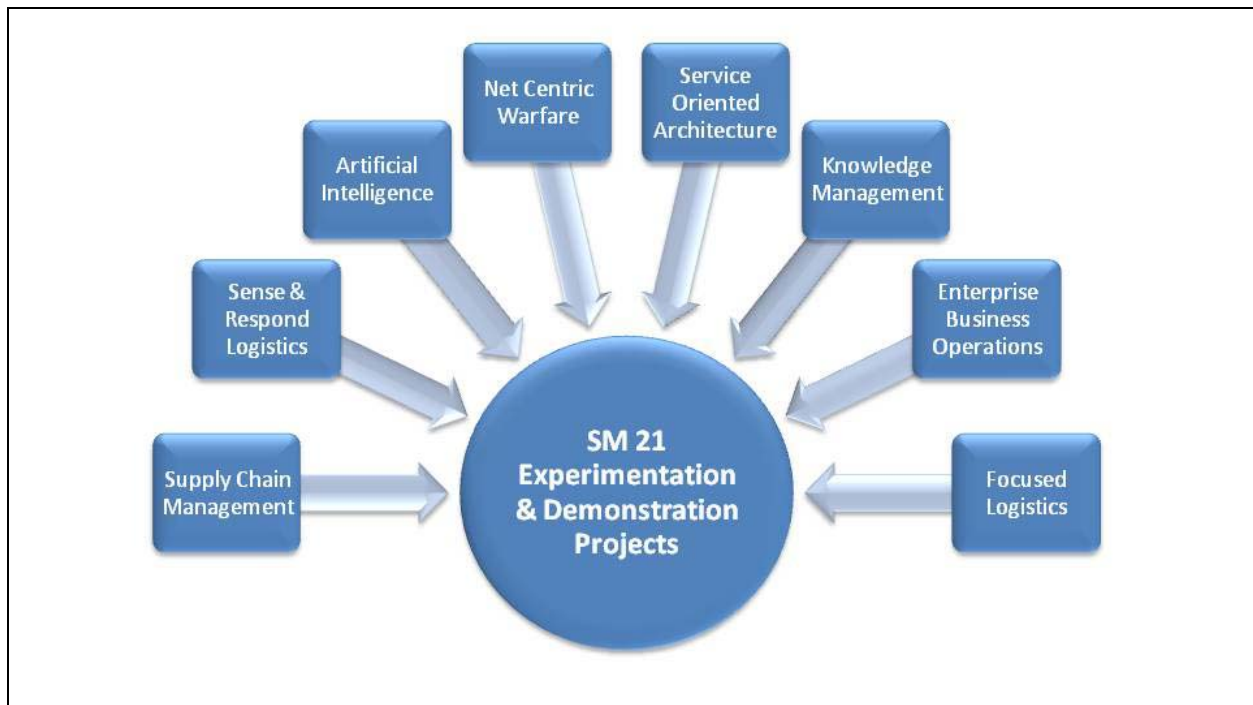 Net Centric
Warfare
Service
Oriented
Architecture
Artificial
Intelligence
Knowledge
Management
Sense &
Respond
Logistics
Enterprise
Business
Operations
Supply Chain
Management
SM 21
Experimentation
& Demonstration
Projects
Focused
Logistics